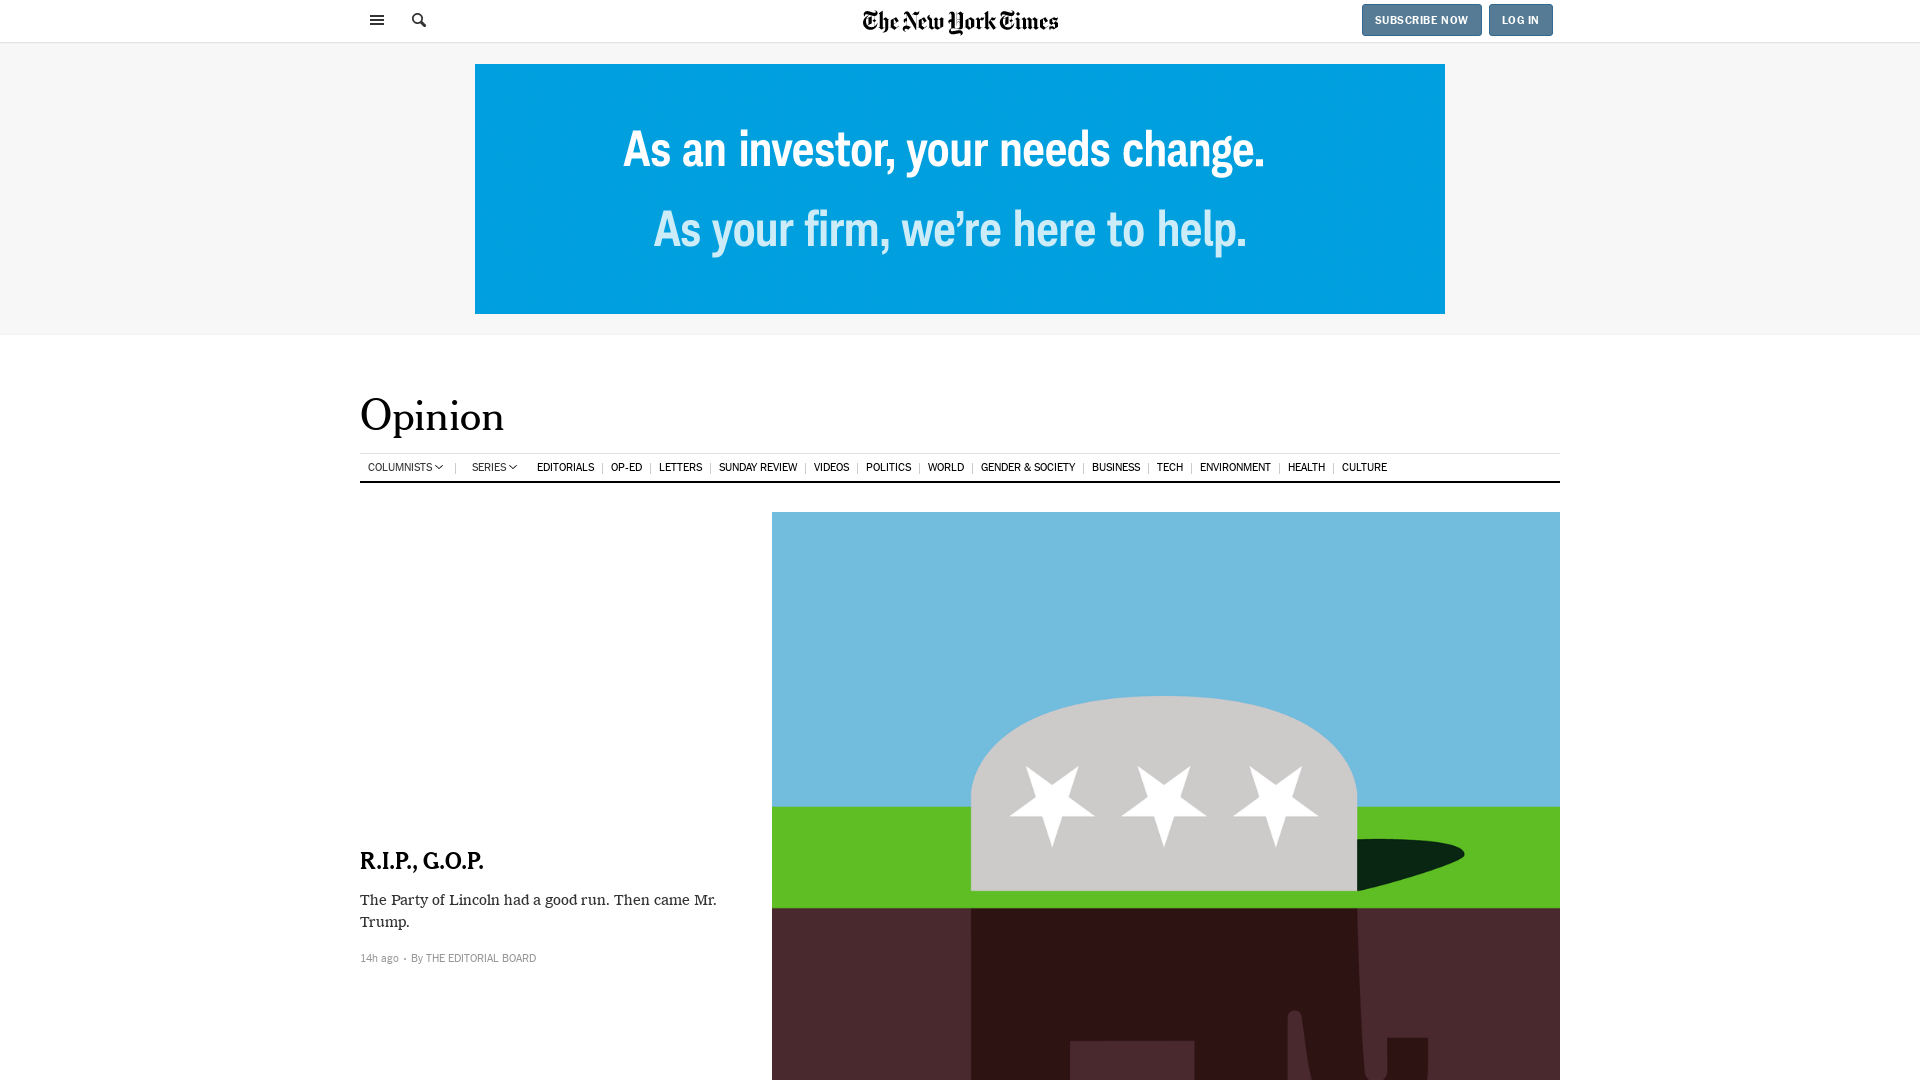 The New York Times
SUBSCRIBE NOW
LOG IN
As an investor, your needs change.
As your firm, we're here to help.
Opinion
COLUMNISTS
SERIES
EDITORIALS
OP-ED
LETTERS
SUNDAY REVIEW
VIDEOS
POLITICS
WORLD
GENDER & SOCIETY
BUSINESS
TECH
ENVIRONMENT
HEALTH
CULTURE
R.I.P., G.O.P.
The Party of Lincoln had a good run. Then came Mr.
Trump.
14h ago • By THE EDITORIAL BOARD